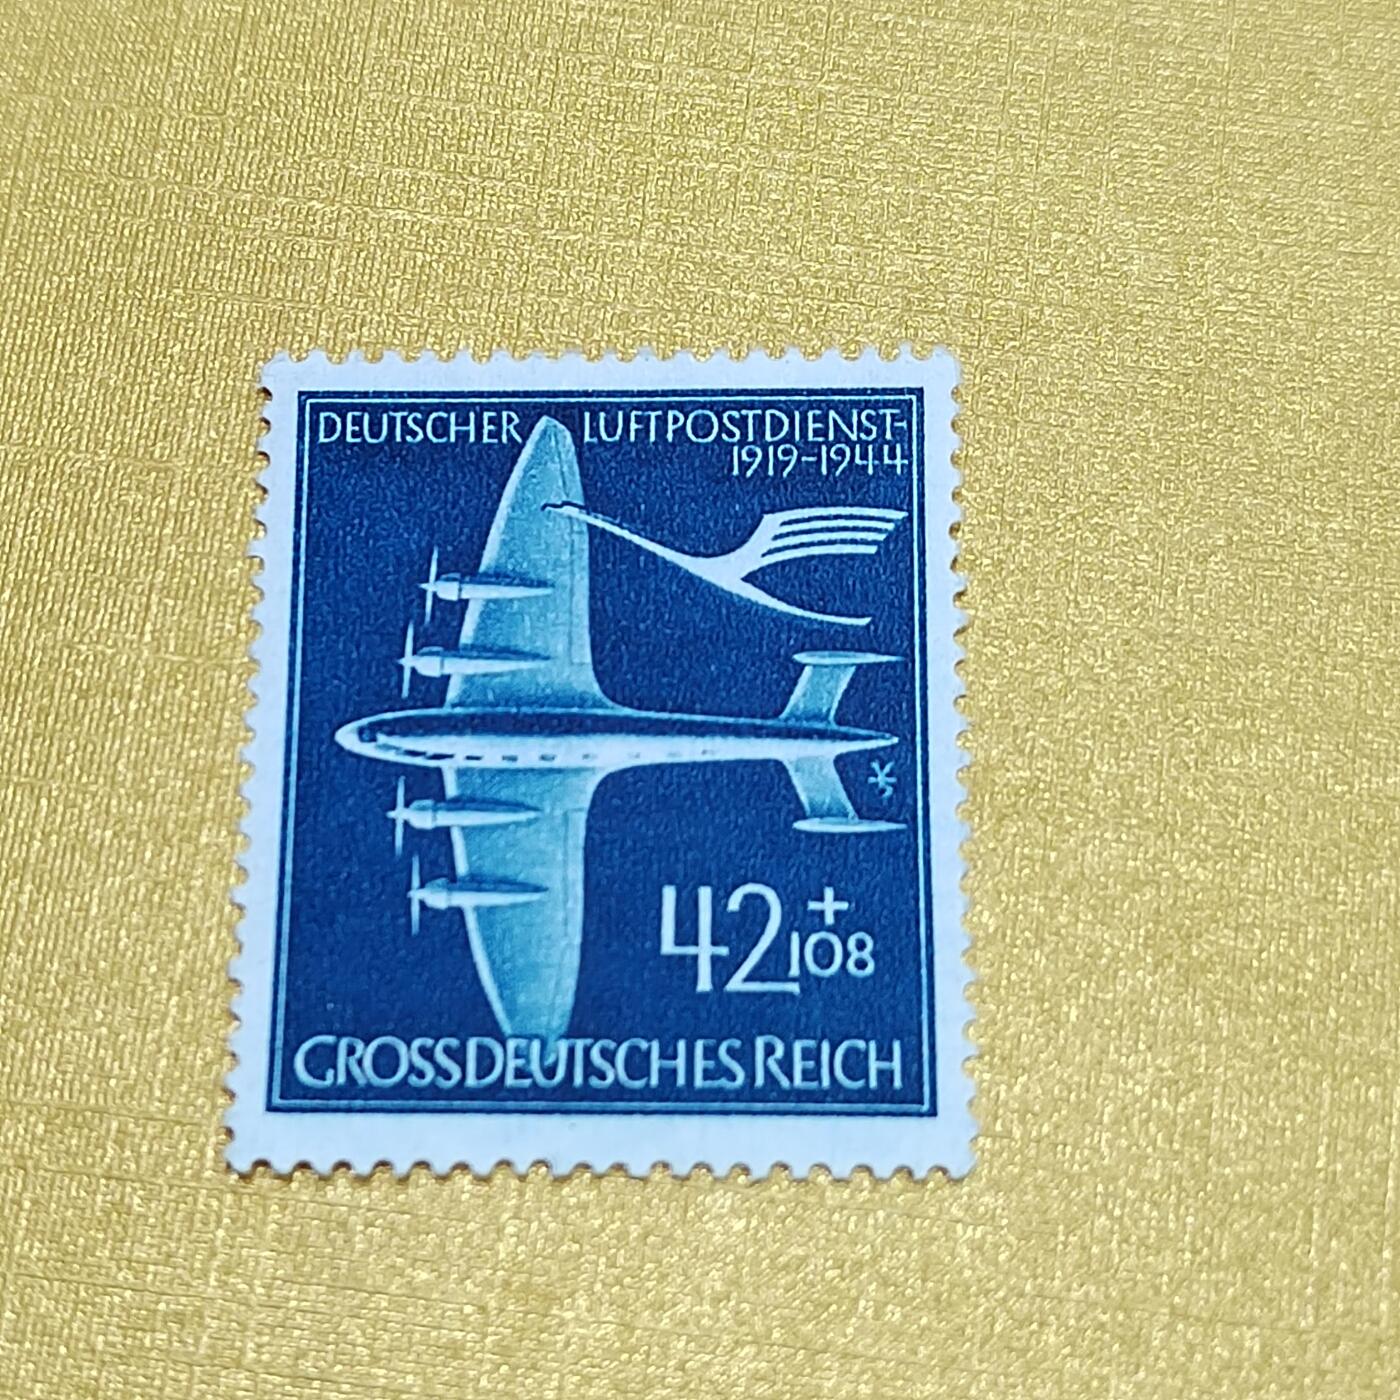 DEUTSCHER LUFTPOSTDIENST-
1919-1944
42+108
GROSSDEUTSCHES REICH